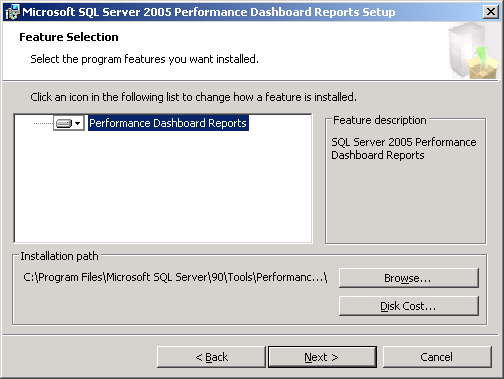 Microsoft SQL Server 2005 Performance Dashboard Reports Setup
Feature Selection
Select the program features you want installed.
Click an icon in the following list to change how a feature is installed.
Performance Dashboard Reports
Feature description
SQL Server 2005 Performance
Dashboard Reports
Installation path
C:\Program Files\Microsoft SQL Server\90\Tools\Performanc...\
Browse...
Disk Cost...
< Back
Next >
Cancel